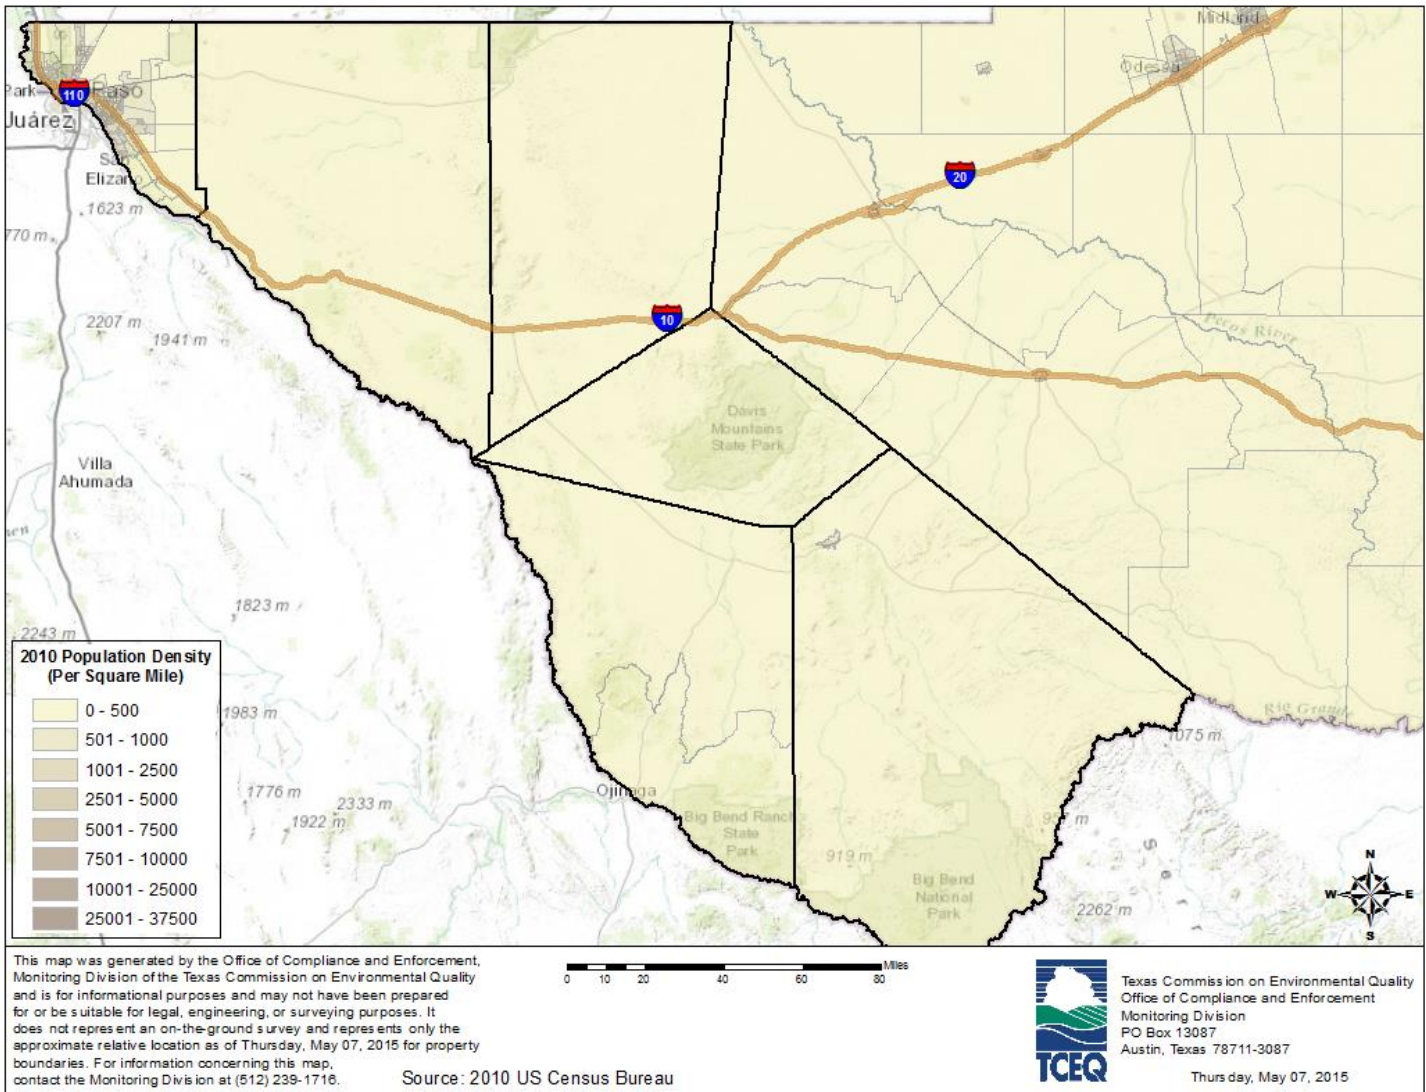 Midland
Odessa
Park
110
Paso
Juárez
San
Elizario
20
1623 m
770 m
10
2207 m
1941 m
Pecos River
Davis
Mountains
State Park
Villa
Ahumada
1823 m
2243 m
2010 Population Density
(Per Square Mile)
0 - 500
501 - 1000
1001 - 2500
2501 - 5000
5001 - 7500
7501 - 10000
10001 - 25000
25001 - 37500
1983 m
Rio Grande
1075 m
1776 m
2333 m
1922 m
Ojinaga
Big Bend Ranch
State
Park
919 m
Big Bend
National
Park
2262 m
N
W E
S
This map was generated by the Office of Compliance and Enforcement,
Monitoring Division of the Texas Commission on Environmental Quality
and is for informational purposes and may not have been prepared
for or be suitable for legal, engineering, or surveying purposes. It
does not represent an on-the-ground survey and represents only the
approximate relative location as of Thursday, May 07, 2015 for property
boundaries. For information concerning this map,
contact the Monitoring Division at (512) 239-1716.
Source: 2010 US Census Bureau
Miles
0 10 20 40 60 80
TCEQ
Texas Commission on Environmental Quality
Office of Compliance and Enforcement
Monitoring Division
PO Box 13087
Austin, Texas 78711-3087
Thursday, May 07, 2015